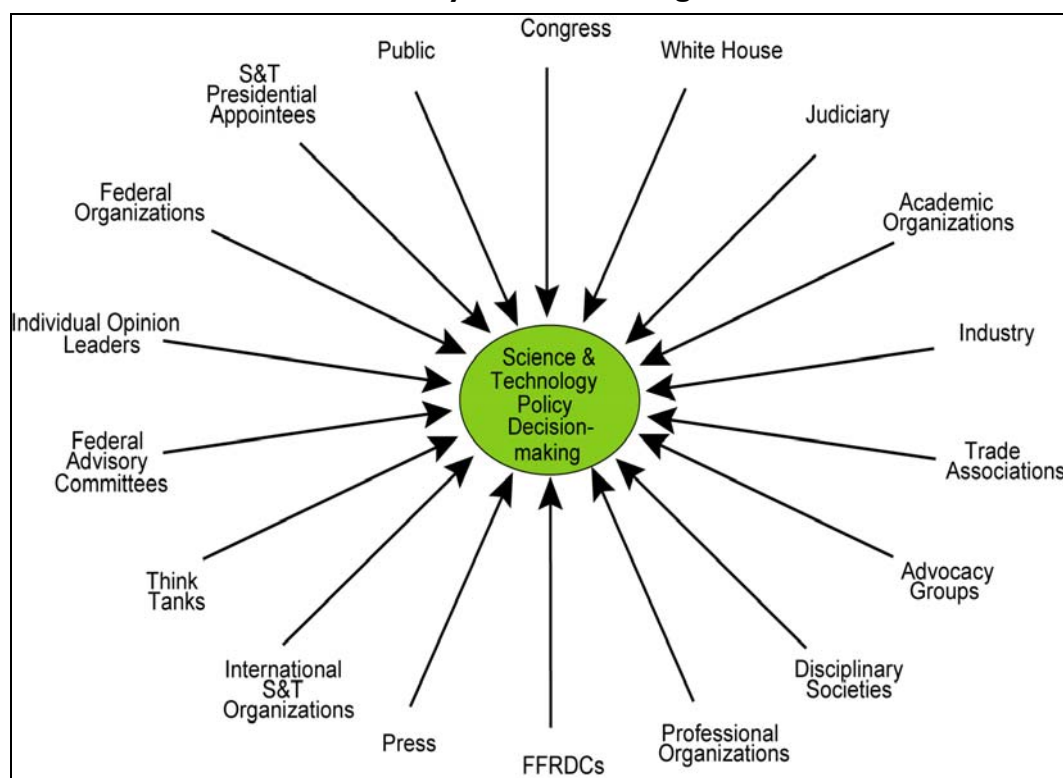 Congress
White House
Judiciary
Academic
Organizations
Industry
Trade
Associations
Advocacy
Groups
Disciplinary
Societies
Professional
Organizations
FFRDCs
Press
International
S&T
Organizations
Think
Tanks
Federal
Advisory
Committees
Individual Opinion
Leaders
Federal
Organizations
S&T
Presidential
Appointees
Public
Science &
Technology
Policy
Decision-
making